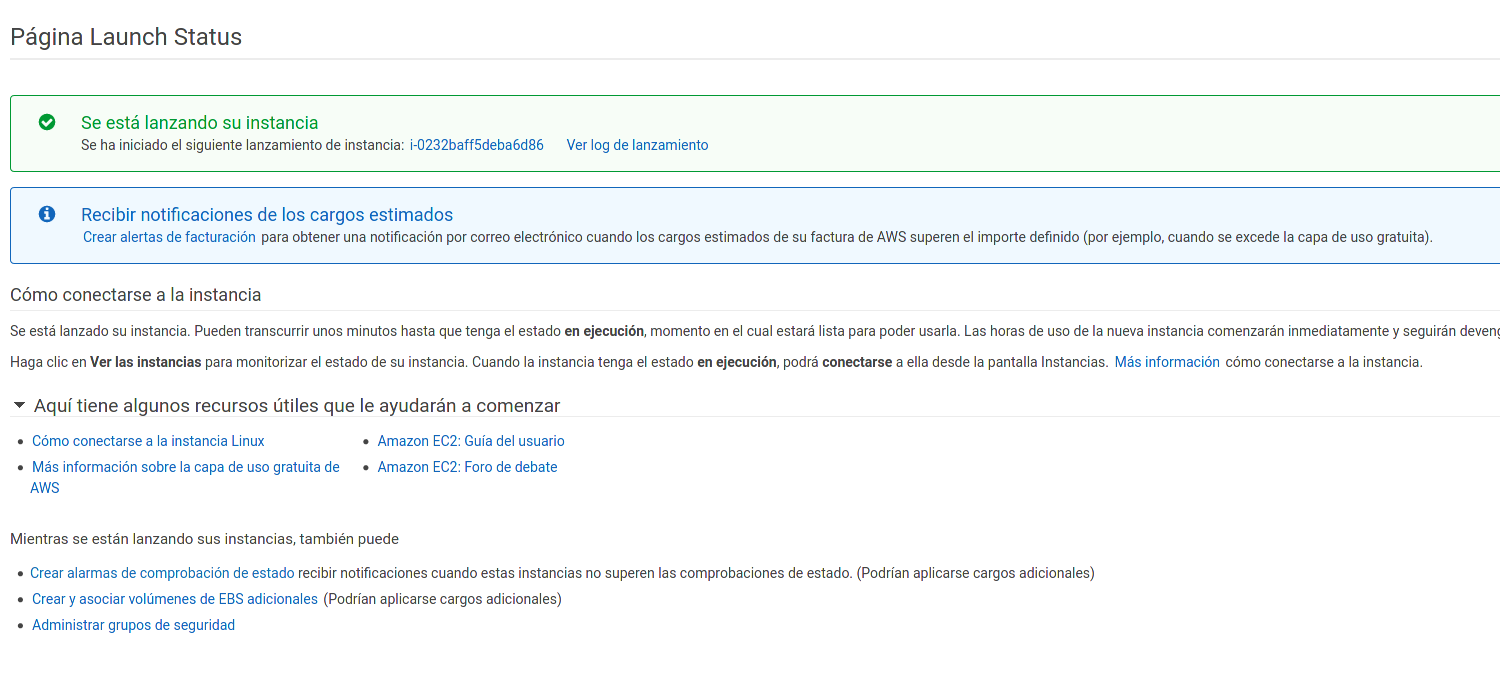 Página Launch Status
Se está lanzando su instancia
Se ha iniciado el siguiente lanzamiento de instancia: i-0232baff5deba6d86 Ver log de lanzamiento
Recibir notificaciones de los cargos estimados
Crear alertas de facturación para obtener una notificación por correo electrónico cuando los cargos estimados de su factura de AWS superen el importe definido (por ejemplo, cuando se excede la capa de uso gratuita).
Cómo conectarse a la instancia
Se está lanzado su instancia. Pueden transcurrir unos minutos hasta que tenga el estado en ejecución, momento en el cual estará lista para poder usarla. Las horas de uso de la nueva instancia comenzarán inmediatamente y seguirán
Haga clic en Ver las instancias para monitorizar el estado de su instancia. Cuando la instancia tenga el estado en ejecución, podrá conectarse a ella desde la pantalla Instancias. Más información cómo conectarse a la instancia.
Aquí tiene algunos recursos útiles que le ayudarán a comenzar
• Cómo conectarse a la instancia Linux
• Más información sobre la capa de uso gratuita de
AWS
• Amazon EC2: Guía del usuario
• Amazon EC2: Foro de debate
Mientras se están lanzando sus instancias, también puede
• Crear alarmas de comprobación de estado recibir notificaciones cuando estas instancias no superen las comprobaciones de estado. (Podrían aplicarse cargos adicionales)
• Crear y asociar volúmenes de EBS adicionales (Podrían aplicarse cargos adicionales)
• Administrar grupos de seguridad